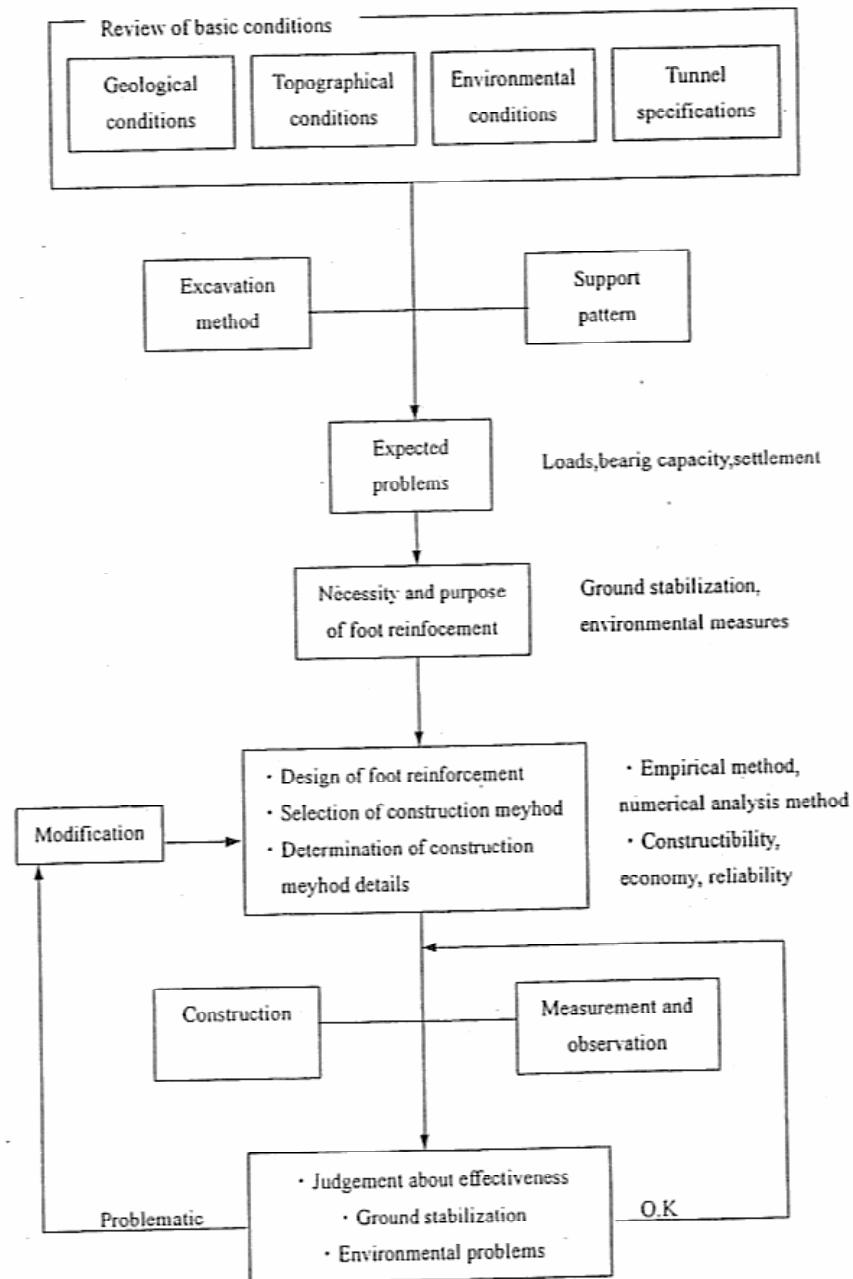 Review of basic conditions
Geological
conditions
Topographical
conditions
Environmental
conditions
Tunnel
specifications
Excavation
method
Support
pattern
Expected
problems
Loads,bearig capacity,settlement
Necessity and purpose
of foot reinfocement
Ground stabilization,
environmental measures
・Design of foot reinforcement
・Selection of construction meyhod
・Determination of construction
meyhod details
・Empirical method,
numerical analysis method
・Constructibility,
economy, reliability
Modification
Construction
Measurement and
observation
・Judgement about effectiveness
・Ground stabilization
・Environmental problems
Problematic
O.K